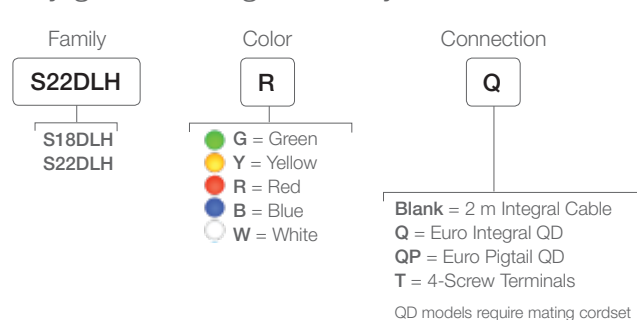 Family
S22DLH
S18DLH
S22DLH
Color
R
G = Green
Y = Yellow
R = Red
B = Blue
W = White
Connection
Q
Blank = 2 m Integral Cable
Q = Euro Integral QD
QP = Euro Pigtail QD
T = 4-Screw Terminals
QD models require mating cordset